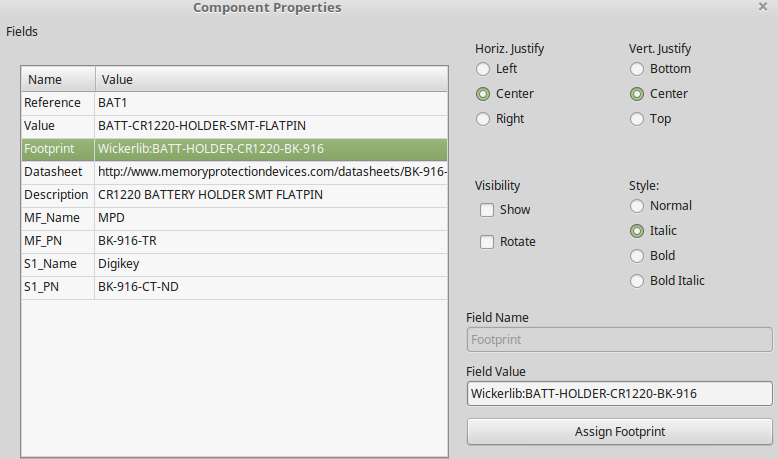 Component Properties
Fields
Name Value
Reference BAT1
Value BATT-CR1220-HOLDER-SMT-FLATPIN
Footprint Wickerlib:BATT-HOLDER-CR1220-BK-916
Datasheet http://www.memoryprotectiondevices.com/datasheets/BK-916-
Description CR1220 BATTERY HOLDER SMT FLATPIN
MF_Name MPD
MF_PN BK-916-TR
S1_Name Digikey
S1_PN BK-916-CT-ND
Horiz. Justify
Left
Center
Right
Vert. Justify
Bottom
Center
Top
Visibility
Show
Rotate
Style:
Normal
Italic
Bold
Bold Italic
Field Name
Footprint
Field Value
Wickerlib:BATT-HOLDER-CR1220-BK-916
Assign Footprint